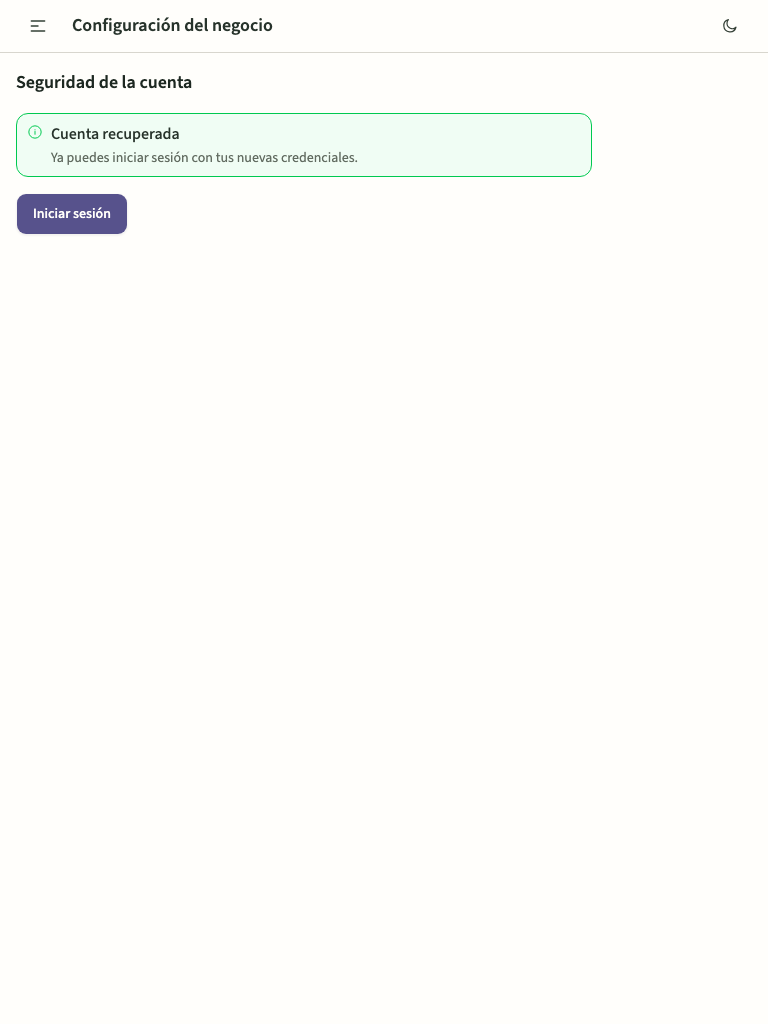 Configuración del negocio
Seguridad de la cuenta
Cuenta recuperada
Ya puedes iniciar sesión con tus nuevas credenciales.
Iniciar sesión